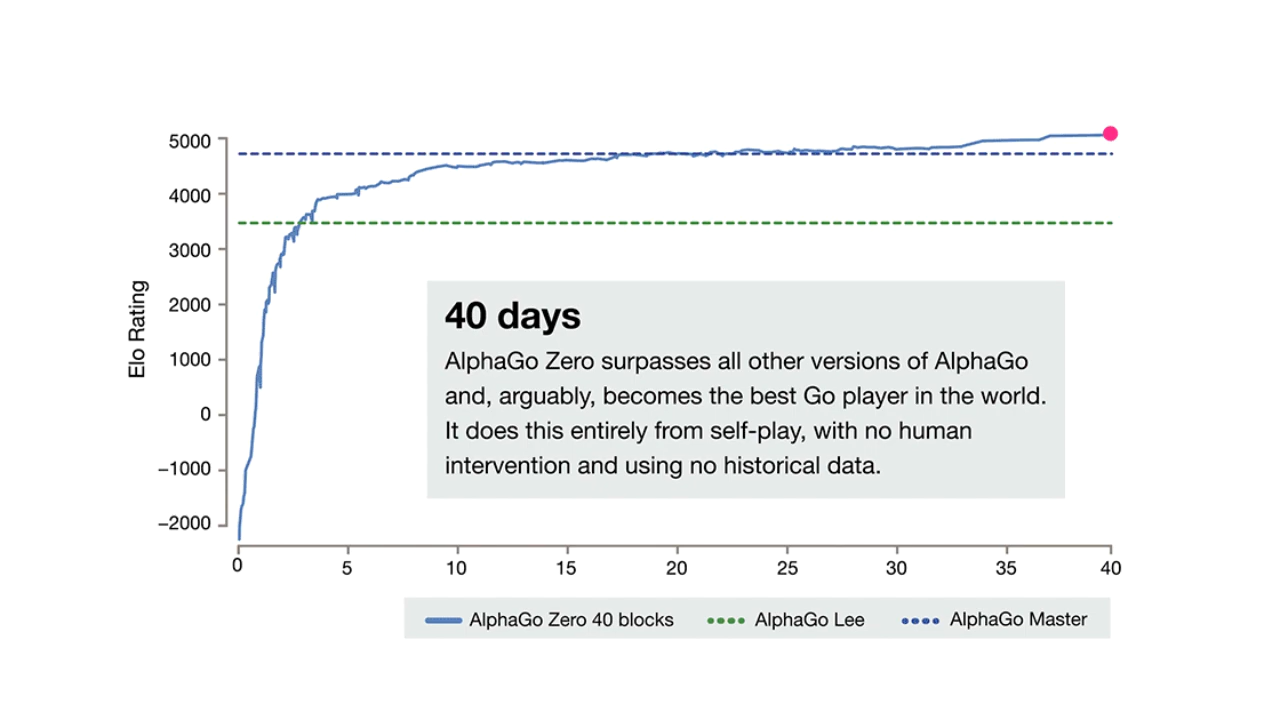 5000
4000
3000
2000
1000
0
−1000
−2000
Elo Rating
40 days
AlphaGo Zero surpasses all other versions of AlphaGo
and, arguably, becomes the best Go player in the world.
It does this entirely from self-play, with no human
intervention and using no historical data.
0 5 10 15 20 25 30 35 40
AlphaGo Zero 40 blocks AlphaGo Lee AlphaGo Master